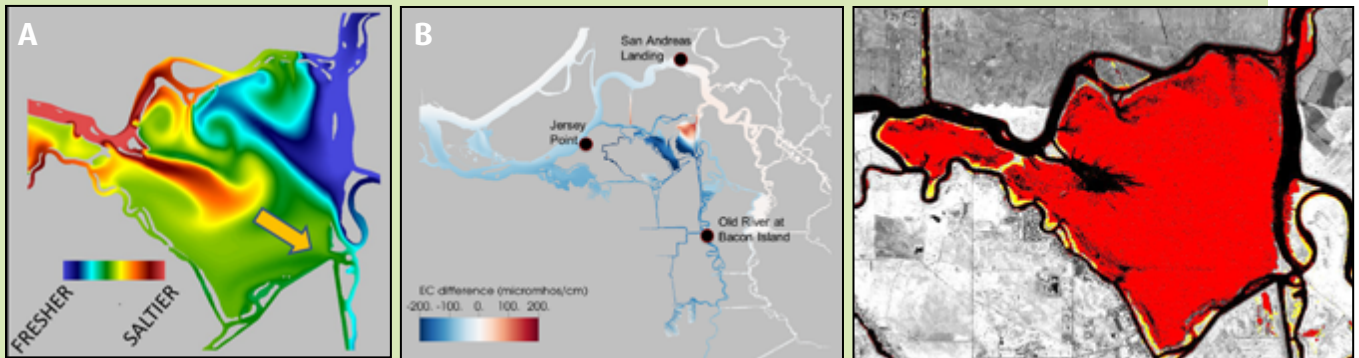 A
FRESHER
SALTIER
B
San Andreas
Landing
Jersey
Point
Old River at
Bacon Island
EC difference (micromhos/cm)
-200. -100. 0. 100. 200.